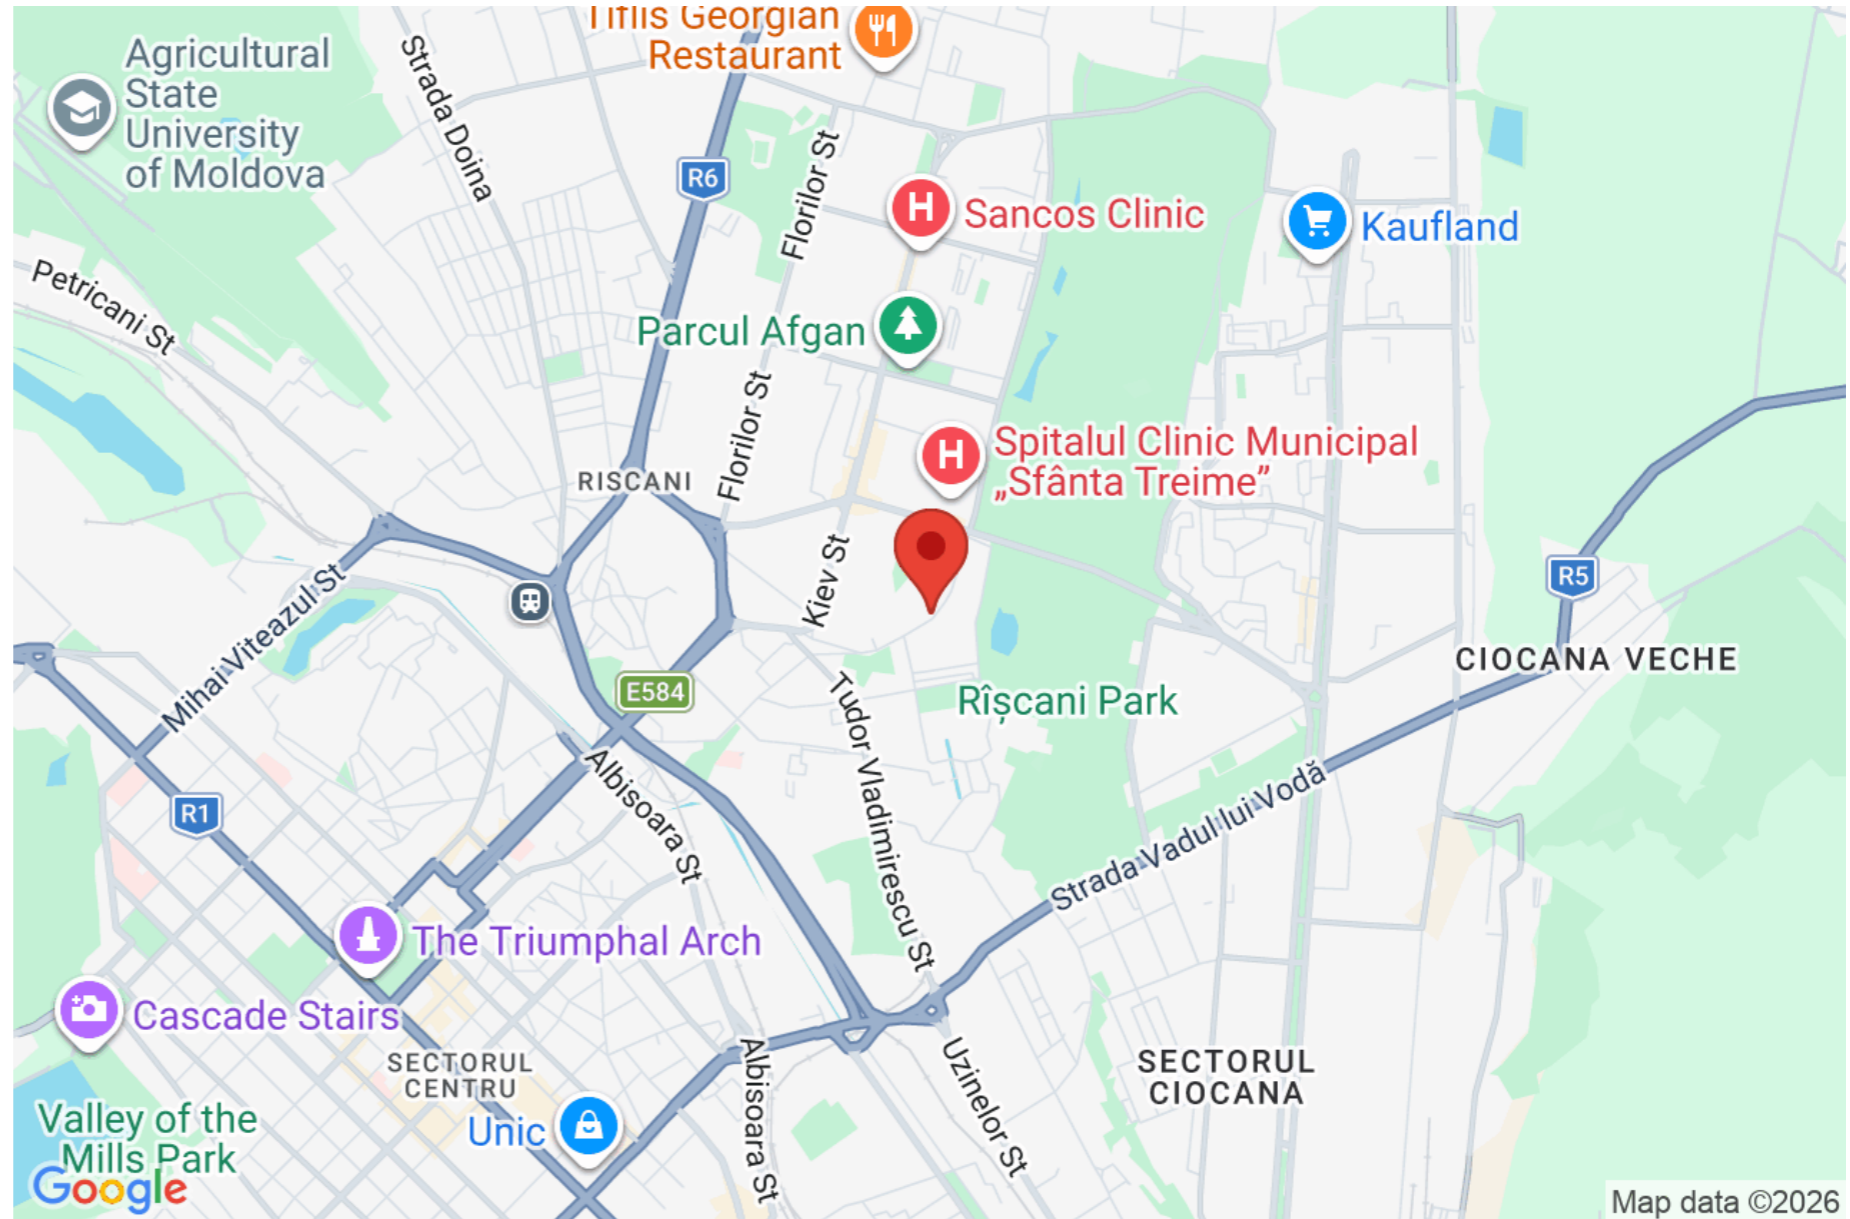 Tiflis Georgian
Restaurant
Agricultural
State
University
of Moldova
Strada Doina
R6
Florilor St
H
Sancos Clinic
Kaufland
Petricani St
Parcul Afgan
Florilor St
H
Spitalul Clinic Municipal
„Sfânta Treime”
RISCANI
Kiev St
R5
Mihai Viteazul St
CIOCANA VECHE
E584
Rîșcani Park
Tudor Vladimirescu St
Albisoara St
Strada Vadul lui Vodă
R1
The Triumphal Arch
Cascade Stairs
SECTORUL
CENTRU
Albisoara St
Uzinelor St
SECTORUL
CIOCANA
Valley of the
Mills Park
Unic
Google
Map data ©2026